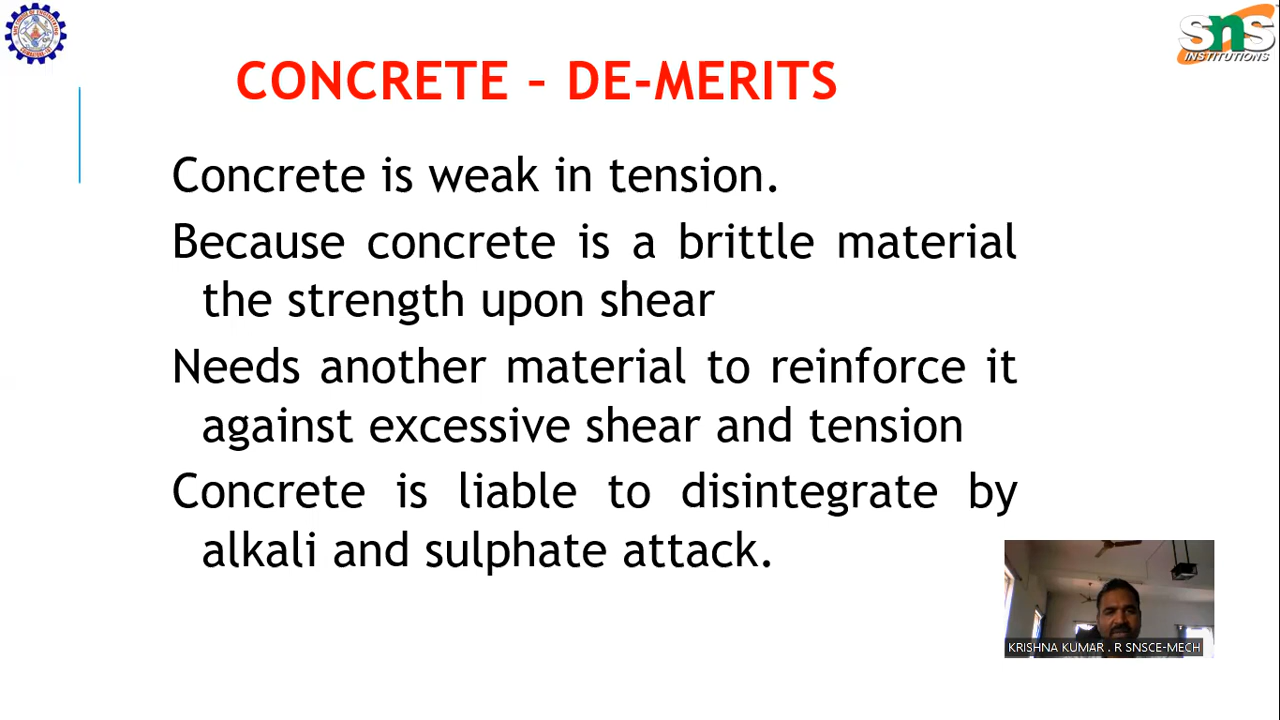 sns
INSTITUTIONS
CONCRETE – DE-MERITS
Concrete is weak in tension.
Because concrete is a brittle material
the strength upon shear
Needs another material to reinforce it
against excessive shear and tension
Concrete is liable to disintegrate by
alkali and sulphate attack.
KRISHNA KUMAR . R SNSCE-MECH